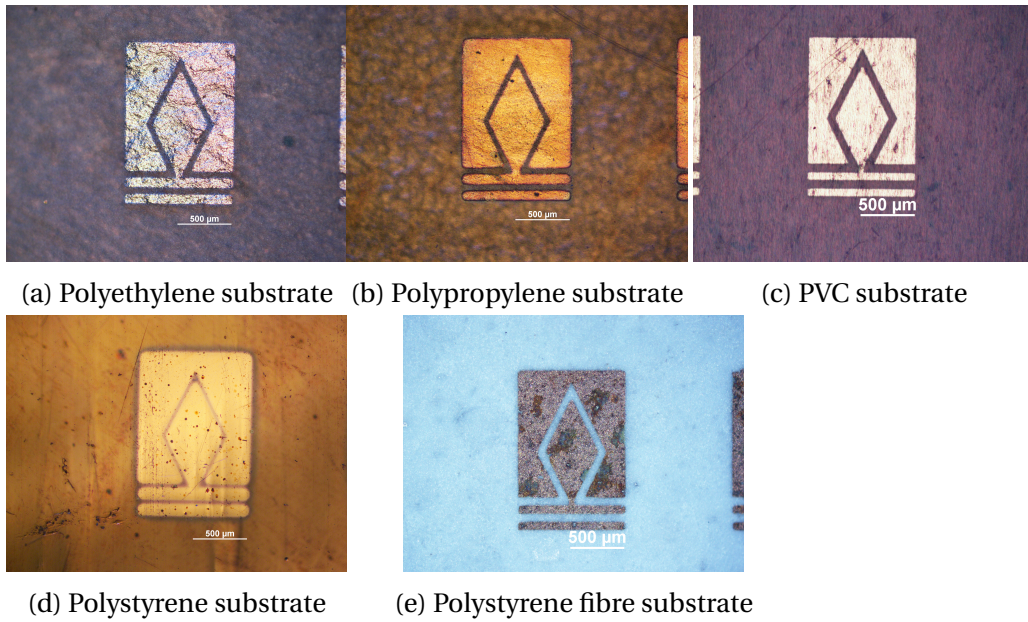 500 µm
500 µm
500 µm
(a) Polyethylene substrate
(b) Polypropylene substrate
(c) PVC substrate
500 µm
500 µm
(d) Polystyrene substrate
(e) Polystyrene fibre substrate